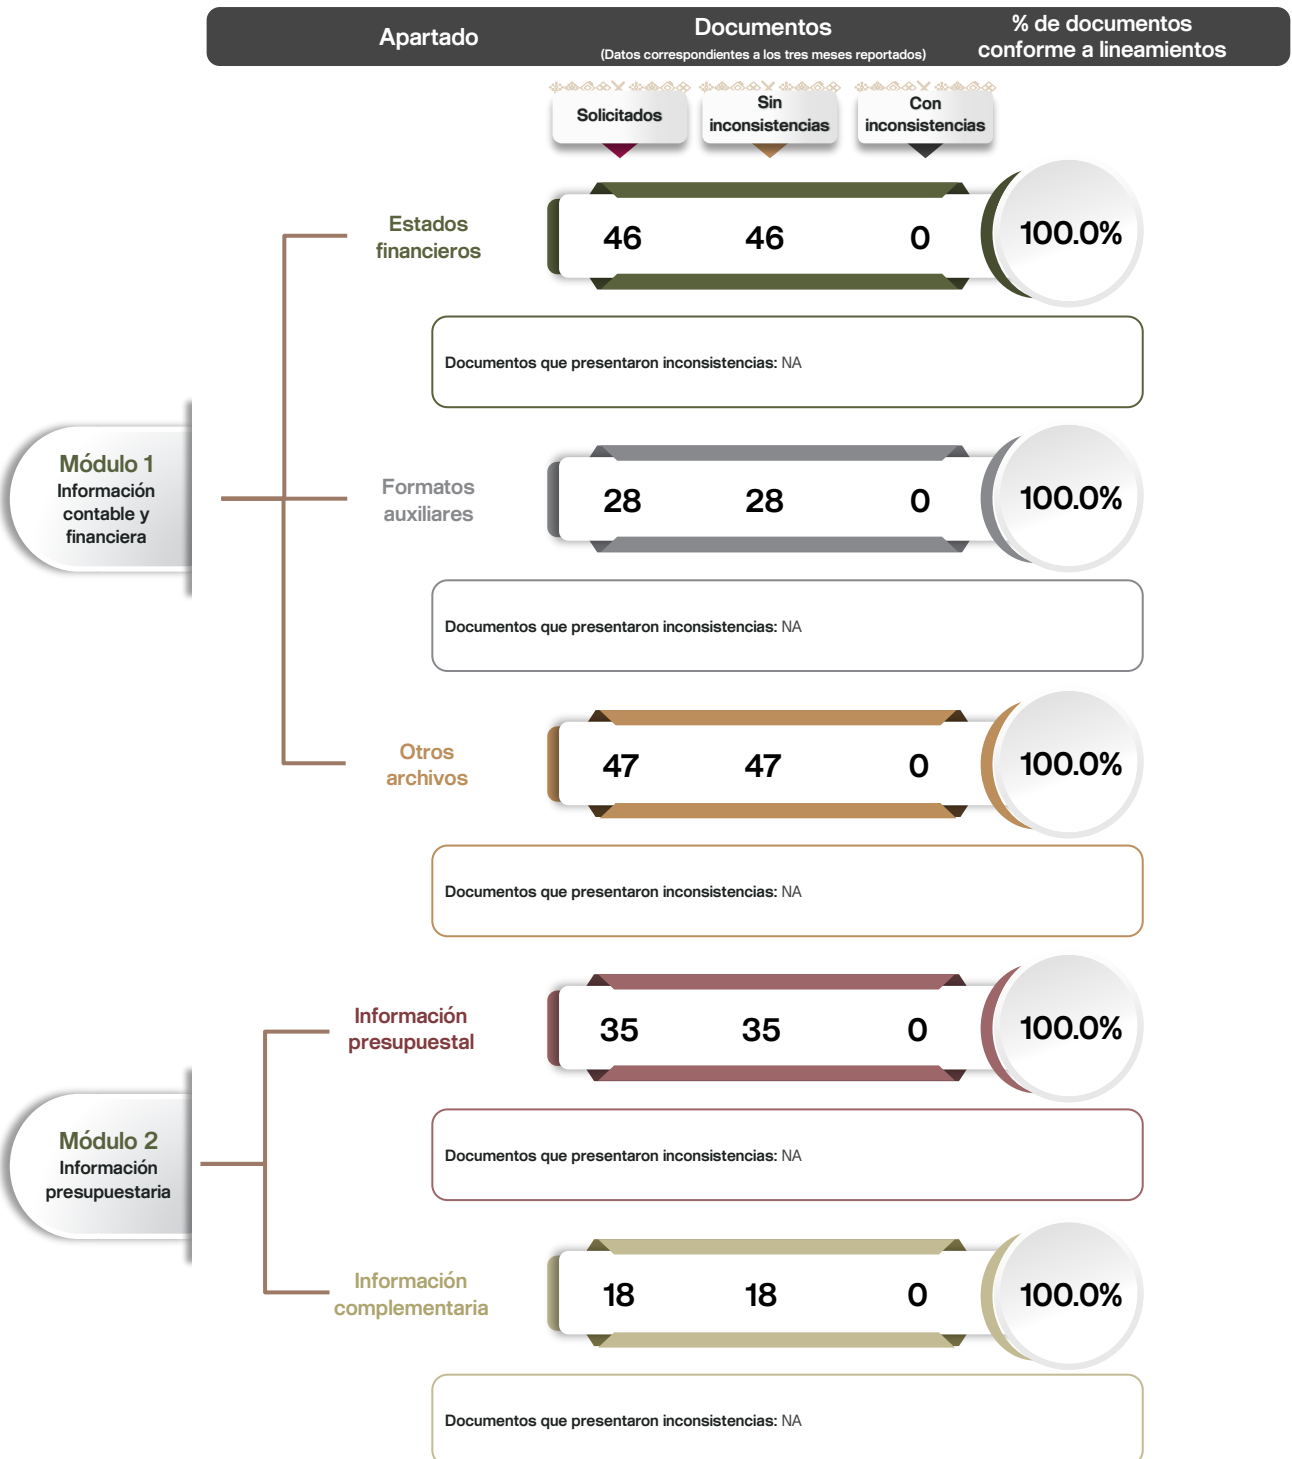 Apartado
Documentos
(Datos correspondientes a los tres meses reportados)
% de documentos
conforme a lineamientos
Solicitados
Sin
inconsistencias
Con
inconsistencias
Módulo 1
Información
contable y
financiera
Estados
financieros
46 46 0 100.0%
Documentos que presentaron inconsistencias: NA
Formatos
auxiliares
28 28 0 100.0%
Documentos que presentaron inconsistencias: NA
Otros
archivos
47 47 0 100.0%
Documentos que presentaron inconsistencias: NA
Módulo 2
Información
presupuestaria
Información
presupuestal
35 35 0 100.0%
Documentos que presentaron inconsistencias: NA
Información
complementaria
18 18 0 100.0%
Documentos que presentaron inconsistencias: NA